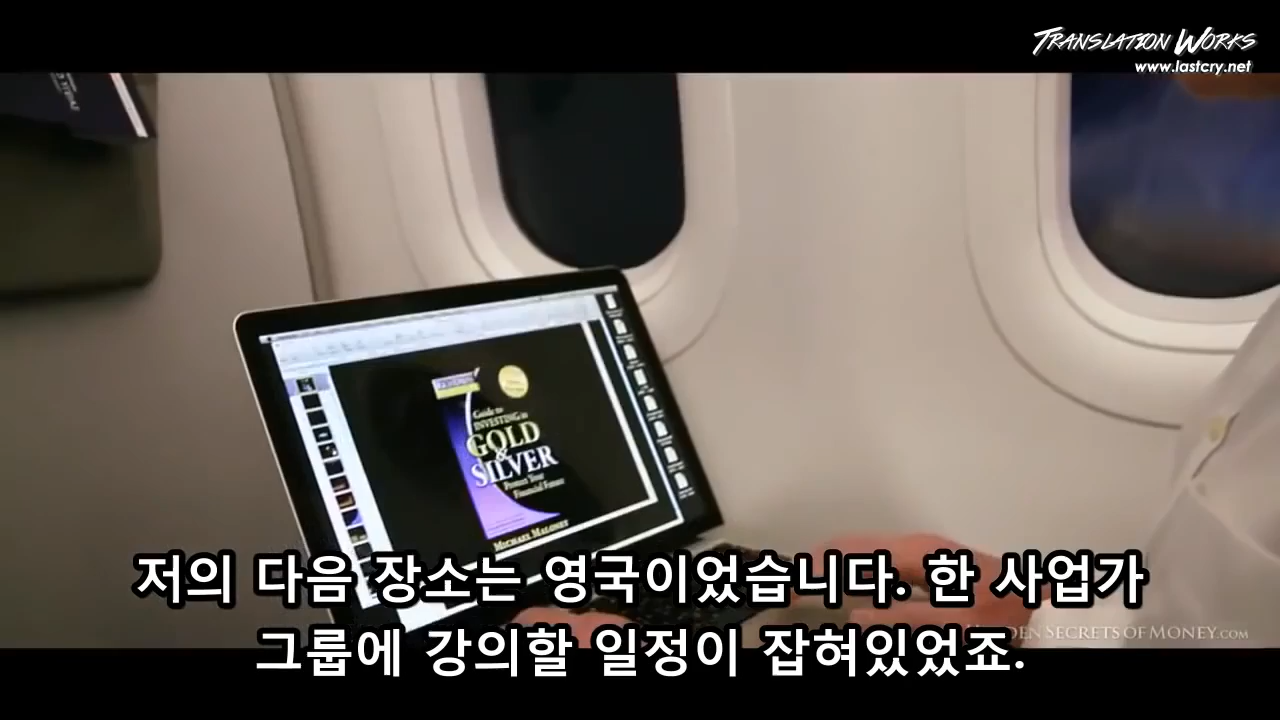 TRANSLATION WORKS
www.lastcry.net
Guide to
INVESTING in
GOLD
&
SILVER
Protect Your
Financial Future
MICHAEL MALONEY
저의 다음 장소는 영국이었습니다. 한 사업가
그룹에 강의할 일정이 잡혀있었죠.
SECRETS OF MONEY.COM